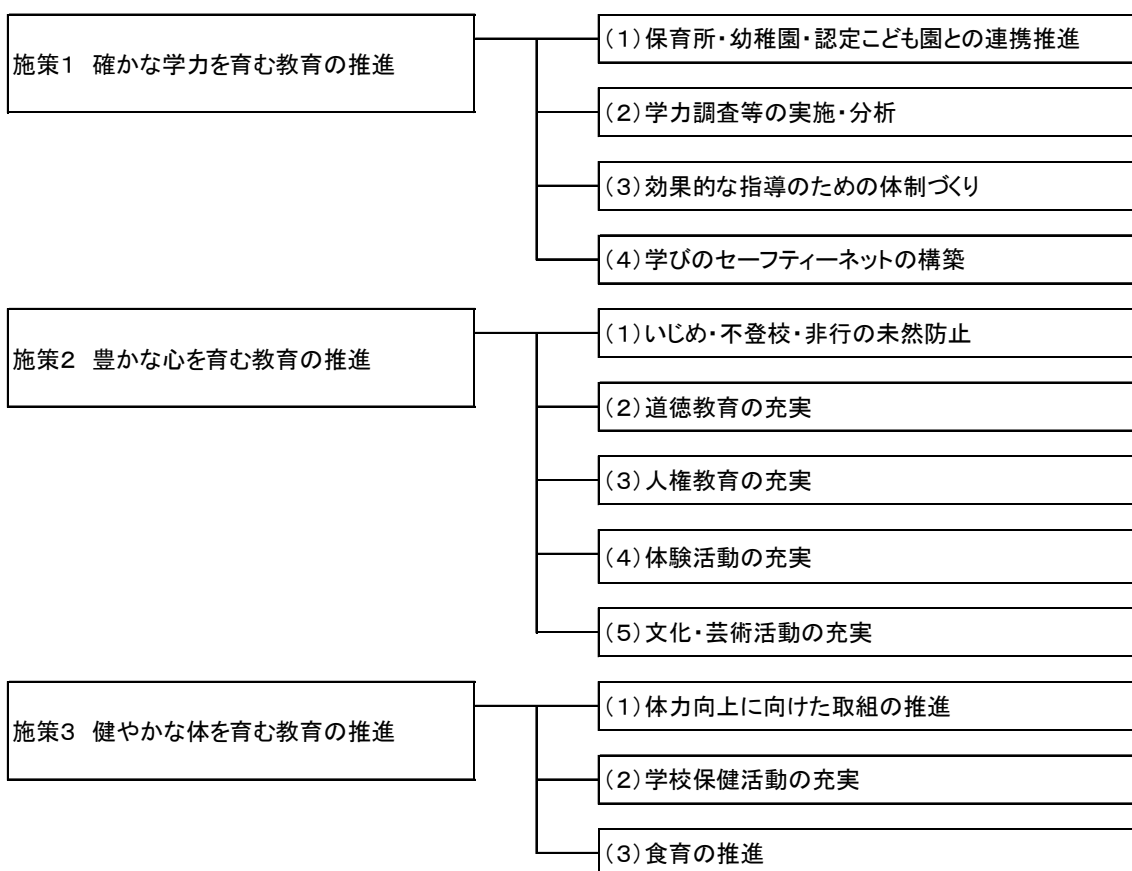 施策1 確かな学力を育む教育の推進
(1)保育所・幼稚園・認定こども園との連携推進
(2)学力調査等の実施・分析
(3)効果的な指導のための体制づくり
(4)学びのセーフティーネットの構築
施策2 豊かな心を育む教育の推進
(1)いじめ・不登校・非行の未然防止
(2)道徳教育の充実
(3)人権教育の充実
(4)体験活動の充実
(5)文化・芸術活動の充実
施策3 健やかな体を育む教育の推進
(1)体力向上に向けた取組の推進
(2)学校保健活動の充実
(3)食育の推進